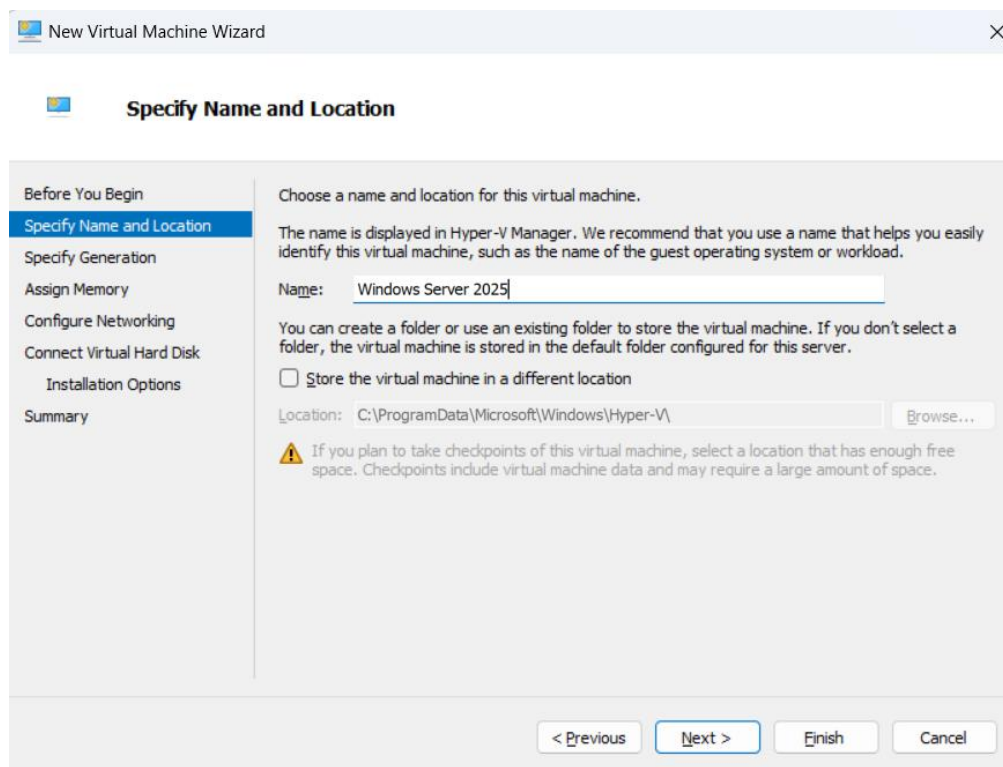 New Virtual Machine Wizard
Specify Name and Location
Before You Begin
Specify Name and Location
Specify Generation
Assign Memory
Configure Networking
Connect Virtual Hard Disk
Installation Options
Summary
Choose a name and location for this virtual machine.
The name is displayed in Hyper-V Manager. We recommend that you use a name that helps you easily
identify this virtual machine, such as the name of the guest operating system or workload.
Name: Windows Server 2025
You can create a folder or use an existing folder to store the virtual machine. If you don't select a
folder, the virtual machine is stored in the default folder configured for this server.
Store the virtual machine in a different location
Location: C:\ProgramData\Microsoft\Windows\Hyper-V\ Browse...
If you plan to take checkpoints of this virtual machine, select a location that has enough free
space. Checkpoints include virtual machine data and may require a large amount of space.
< Previous Next > Finish Cancel